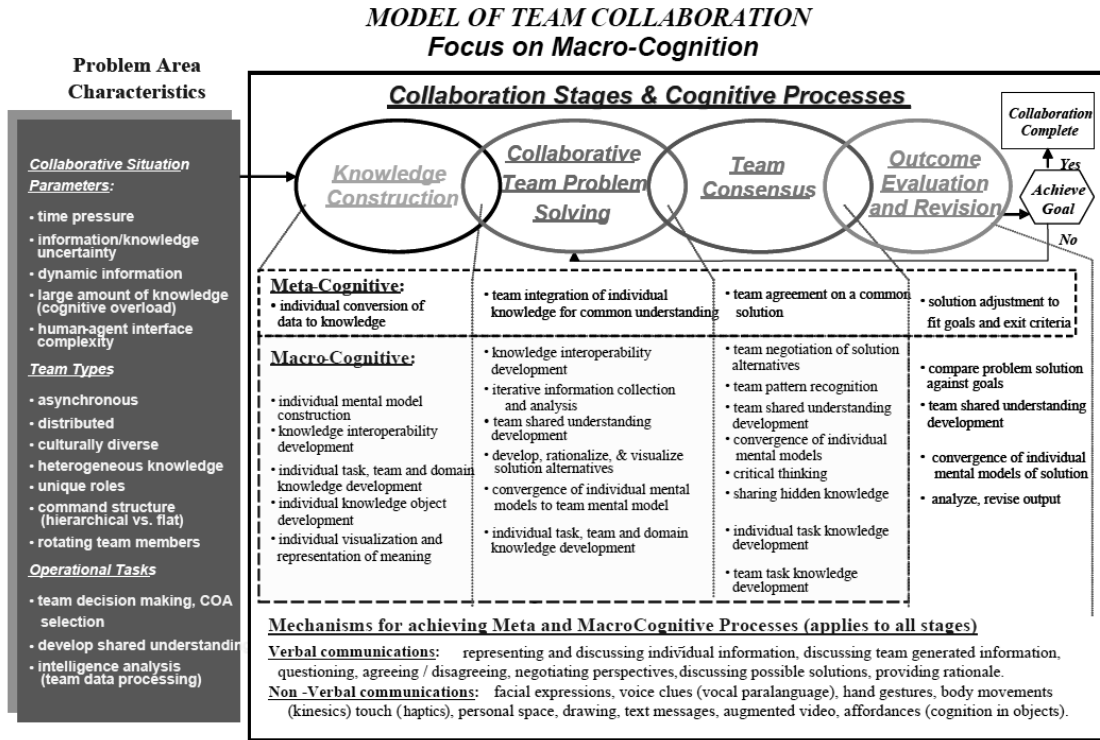 MODEL OF TEAM COLLABORATION
Focus on Macro-Cognition
Problem Area
Characteristics
Collaborative Situation
Parameters:
• time pressure
• information/knowledge
uncertainty
• dynamic information
• large amount of knowledge
(cognitive overload)
• human-agent interface
complexity
Team Types
• asynchronous
• distributed
• culturally diverse
• heterogeneous knowledge
• unique roles
• command structure
(hierarchical vs. flat)
• rotating team members
Operational Tasks
• team decision making, COA
selection
• develop shared understanding
• intelligence analysis
(team data processing)
Collaboration Stages & Cognitive Processes
Knowledge
Construction
Collaborative
Team Problem
Solving
Team
Consensus
Outcome
Evaluation
and Revision
Collaboration
Complete
Yes
Achieve
Goal
No
Meta-Cognitive:
• individual conversion of
data to knowledge
• team integration of individual
knowledge for common understanding
• team agreement on a common
solution
• solution adjustment to
fit goals and exit criteria
Macro-Cognitive:
• individual mental model
construction
• knowledge interoperability
development
• individual task, team and domain
knowledge development
• individual knowledge object
development
• individual visualization and
representation of meaning
• knowledge interoperability
development
• iterative information collection
and analysis
• team shared understanding
development
• develop, rationalize, & visualize
solution alternatives
• convergence of individual mental
models to team mental model
• individual task, team and domain
knowledge development
• team negotiation of solution
alternatives
• team pattern recognition
• team shared understanding
development
• convergence of individual
mental models
• critical thinking
• sharing hidden knowledge
• individual task knowledge
development
• team task knowledge
development
• compare problem solution
against goals
• team shared understanding
development
• convergence of individual
mental models of solution
• analyze, revise output
Mechanisms for achieving Meta and MacroCognitive Processes (applies to all stages)
Verbal communications: representing and discussing individual information, discussing team generated information,
questioning, agreeing / disagreeing, negotiating perspectives, discussing possible solutions, providing rationale.
Non -Verbal communications: facial expressions, voice clues (vocal paralanguage), hand gestures, body movements
(kinesics) touch (haptics), personal space, drawing, text messages, augmented video, affordances (cognition in objects).